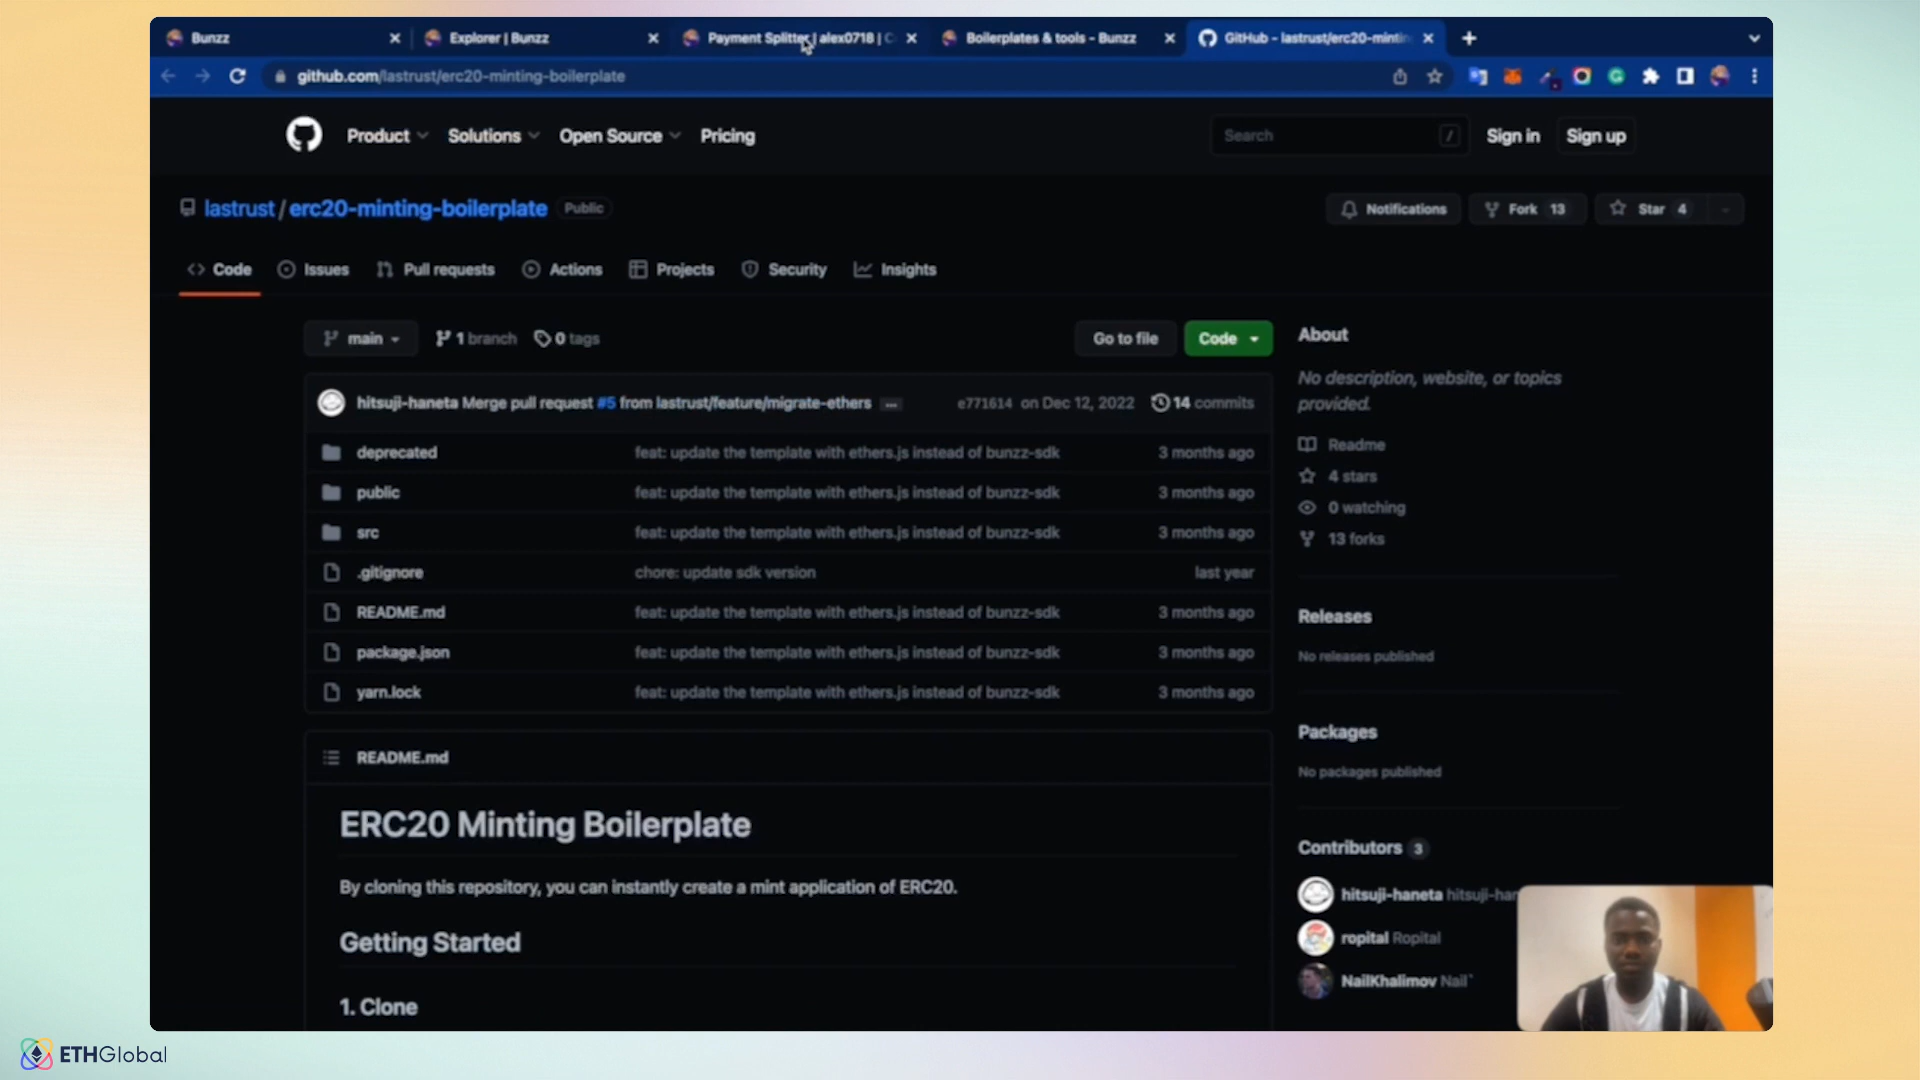 Bunzz
Explorer | Bunzz
Payment Splitter | alex0718 | C
Boilerplates & tools - Bunzz
GitHub - lastrust/erc20-mintin
github.com/lastrust/erc20-minting-boilerplate
Product
Solutions
Open Source
Pricing
Search
/
Sign in
Sign up
lastrust / erc20-minting-boilerplate
Public
Notifications
Fork 13
Star 4
Code
Issues
Pull requests
Actions
Projects
Security
Insights
main
1 branch
0 tags
Go to file
Code
hitsuji-haneta Merge pull request #5 from lastrust/feature/migrate-ethers ... e771614 on Dec 12, 2022 14 commits
deprecated feat: update the template with ethers.js instead of bunzz-sdk 3 months ago
public feat: update the template with ethers.js instead of bunzz-sdk 3 months ago
src feat: update the template with ethers.js instead of bunzz-sdk 3 months ago
.gitignore chore: update sdk version last year
README.md feat: update the template with ethers.js instead of bunzz-sdk 3 months ago
package.json feat: update the template with ethers.js instead of bunzz-sdk 3 months ago
yarn.lock feat: update the template with ethers.js instead of bunzz-sdk 3 months ago
README.md
ERC20 Minting Boilerplate
By cloning this repository, you can instantly create a mint application of ERC20.
Getting Started
1. Clone
About
No description, website, or topics
provided.
Readme
4 stars
0 watching
13 forks
Releases
No releases published
Packages
No packages published
Contributors 3
hitsuji-haneta hitsuji-har
ropital Ropital
NailKhalimov Nail`
ETHGlobal